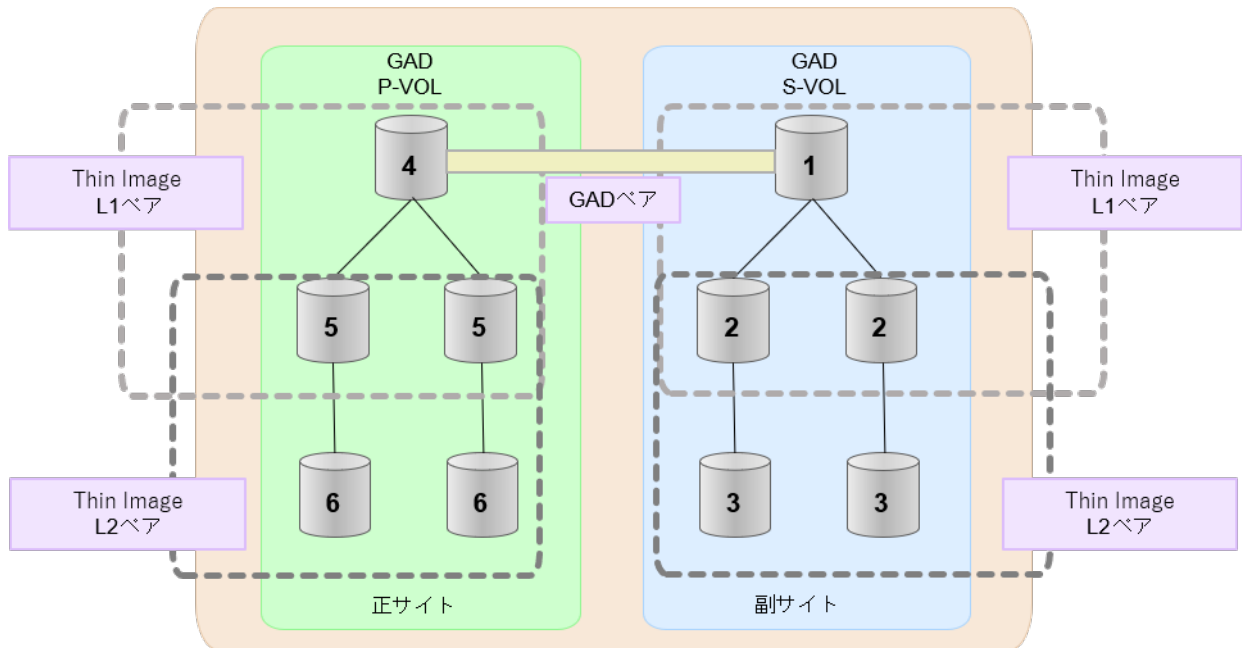 GAD
P-VOL
GAD
S-VOL
4
1
Thin Image
L1ペア
GADペア
Thin Image
L1ペア
5
5
2
2
Thin Image
L2ペア
6
6
3
3
Thin Image
L2ペア
正サイト
副サイト